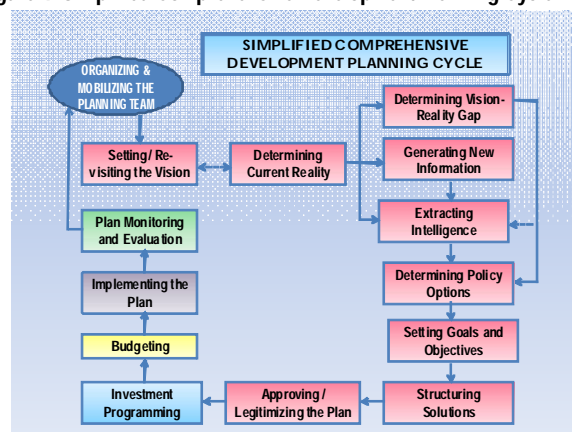 SIMPLIFIED COMPREHENSIVE
DEVELOPMENT PLANNING CYCLE
ORGANIZING &
MOBILIZING THE
PLANNING TEAM
Determining Vision-
Reality Gap
Setting/ Re-
visiting the Vision
Determining
Current Reality
Generating New
Information
Extracting
Intelligence
Plan Monitoring
and Evaluation
Determining Policy
Options
Implementing the
Plan
Setting Goals and
Objectives
Budgeting
Investment
Programming
Approving /
Legitimizing the Plan
Structuring
Solutions